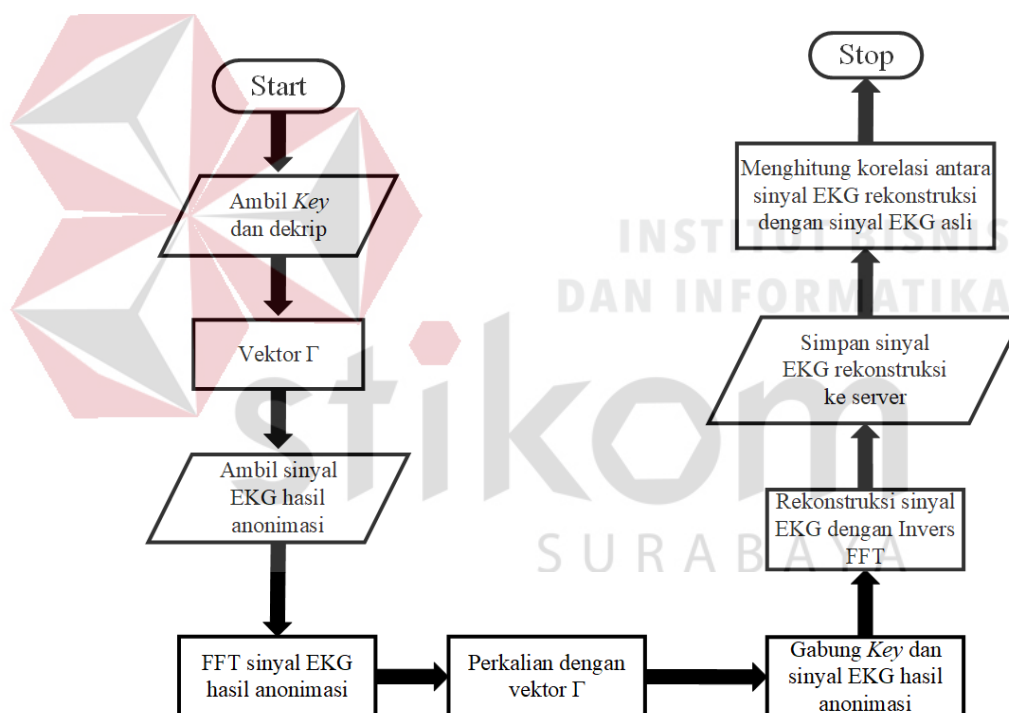 Start
Ambil Key
dan dekrip
Vektor Γ
Ambil sinyal
EKG hasil
anonimasi
FFT sinyal EKG
hasil anonimasi
Perkalian dengan
vektor Γ
Gabung Key dan
sinyal EKG hasil
anonimasi
Rekonstruksi sinyal
EKG dengan Invers
FFT
Simpan sinyal
EKG rekonstruksi
ke server
Menghitung korelasi antara
sinyal EKG rekonstruksi
dengan sinyal EKG asli
Stop
INSTITUT BISNIS
DAN INFORMATIKA
stikom
SURABAYA